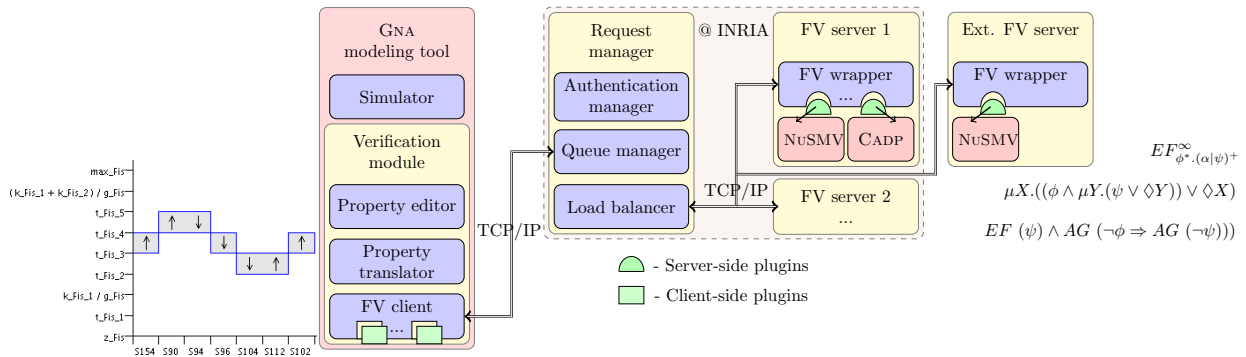 max_Fis
(k_Fis_1 + k_Fis_2) / g_Fis
t_Fis_5
t_Fis_4
t_Fis_3
t_Fis_2
k_Fis_1 / g_Fis
t_Fis_1
z_Fis
S154 S90 S94 S96 S104 S112 S102
GNA
modeling tool
Simulator
Verification
module
Property editor
Property
translator
FV client
...
TCP/IP
Request
manager
Authentication
manager
Queue manager
Load balancer
@ INRIA
TCP/IP
FV server 1
FV wrapper
...
NUSMV
CADP
FV server 2
...
Ext. FV server
FV wrapper
NUSMV
- Server-side plugins
- Client-side plugins
EF^∞_{ϕ*.(α|ψ)+}
μX.((ϕ ∧ μY.(ψ ∨ ◊Y)) ∨ ◊X)
EF (ψ) ∧ AG (¬ϕ ⇒ AG (¬ψ)))